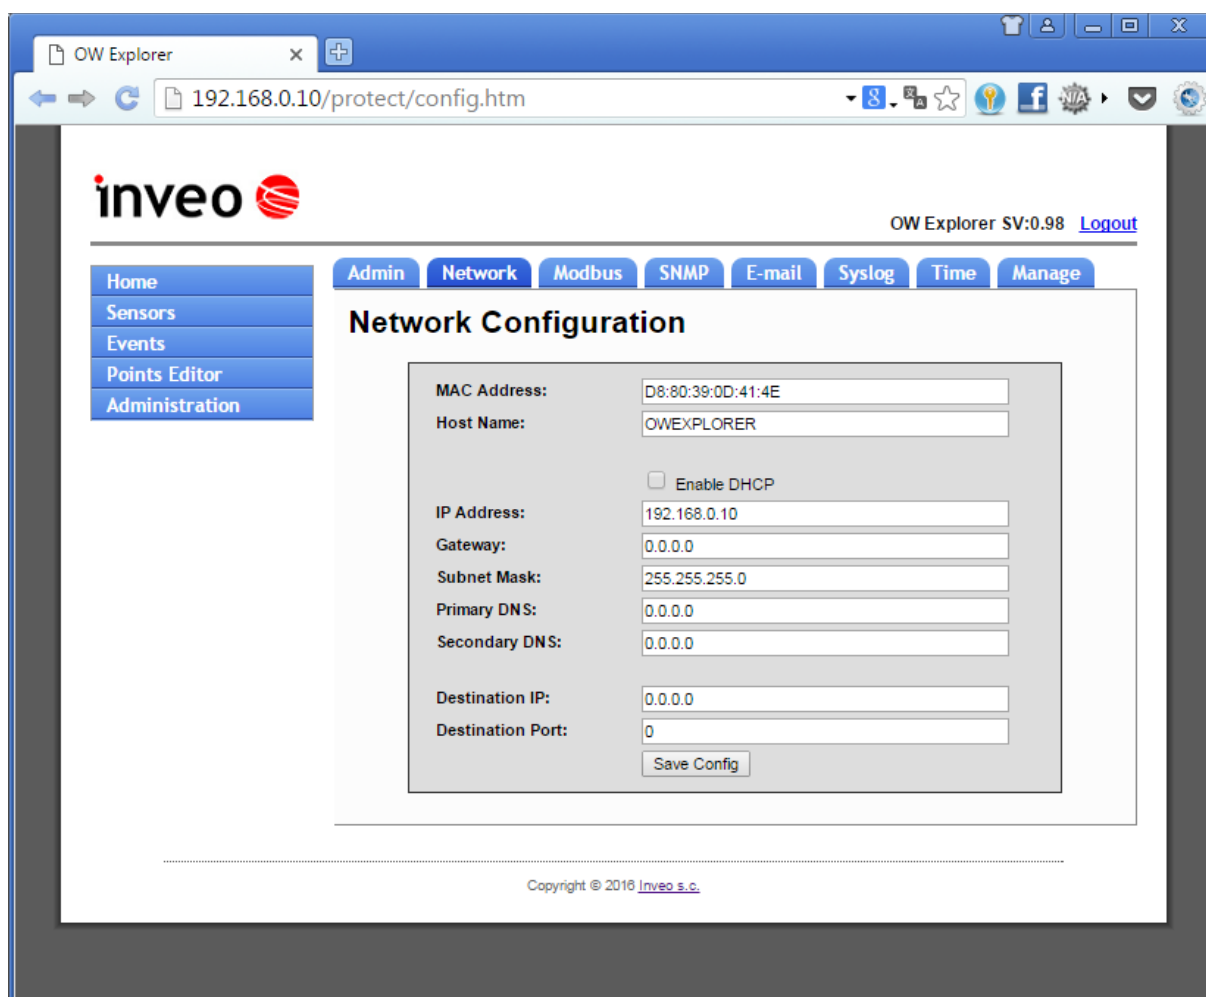 OW Explorer
192.168.0.10/protect/config.htm
inveo
OW Explorer SV:0.98 Logout
Home
Sensors
Events
Points Editor
Administration
Admin Network Modbus SNMP E-mail Syslog Time Manage
Network Configuration
MAC Address: D8:80:39:0D:41:4E
Host Name: OWEXPLORER
Enable DHCP
IP Address: 192.168.0.10
Gateway: 0.0.0.0
Subnet Mask: 255.255.255.0
Primary DNS: 0.0.0.0
Secondary DNS: 0.0.0.0
Destination IP: 0.0.0.0
Destination Port: 0
Save Config
Copyright © 2016 Inveo s.c.